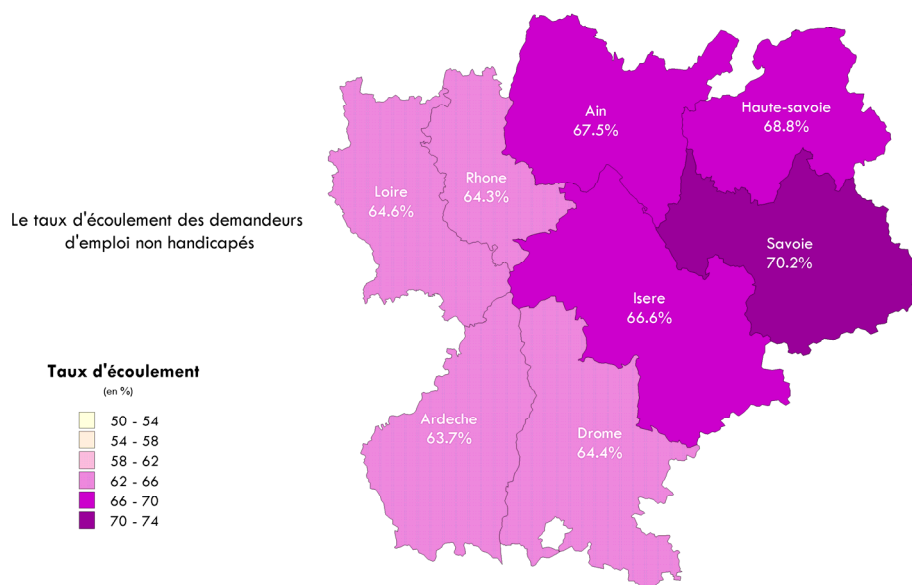 Ain
67.5%
Haute-savoie
68.8%
Loire
64.6%
Rhone
64.3%
Le taux d'écoulement des demandeurs
d'emploi non handicapés
Savoie
70.2%
Isere
66.6%
Taux d'écoulement
(en %)
50 - 54
54 - 58
58 - 62
62 - 66
66 - 70
70 - 74
Ardeche
63.7%
Drome
64.4%